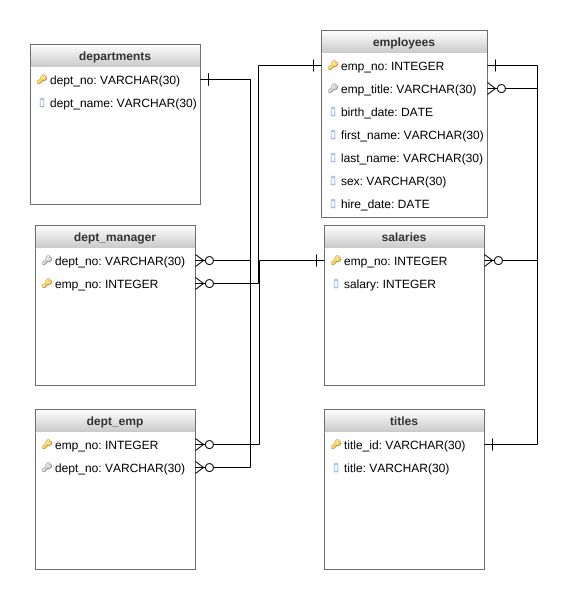 departments
dept_no: VARCHAR(30)
dept_name: VARCHAR(30)
employees
emp_no: INTEGER
emp_title: VARCHAR(30)
birth_date: DATE
first_name: VARCHAR(30)
last_name: VARCHAR(30)
sex: VARCHAR(30)
hire_date: DATE
dept_manager
dept_no: VARCHAR(30)
emp_no: INTEGER
salaries
emp_no: INTEGER
salary: INTEGER
dept_emp
emp_no: INTEGER
dept_no: VARCHAR(30)
titles
title_id: VARCHAR(30)
title: VARCHAR(30)